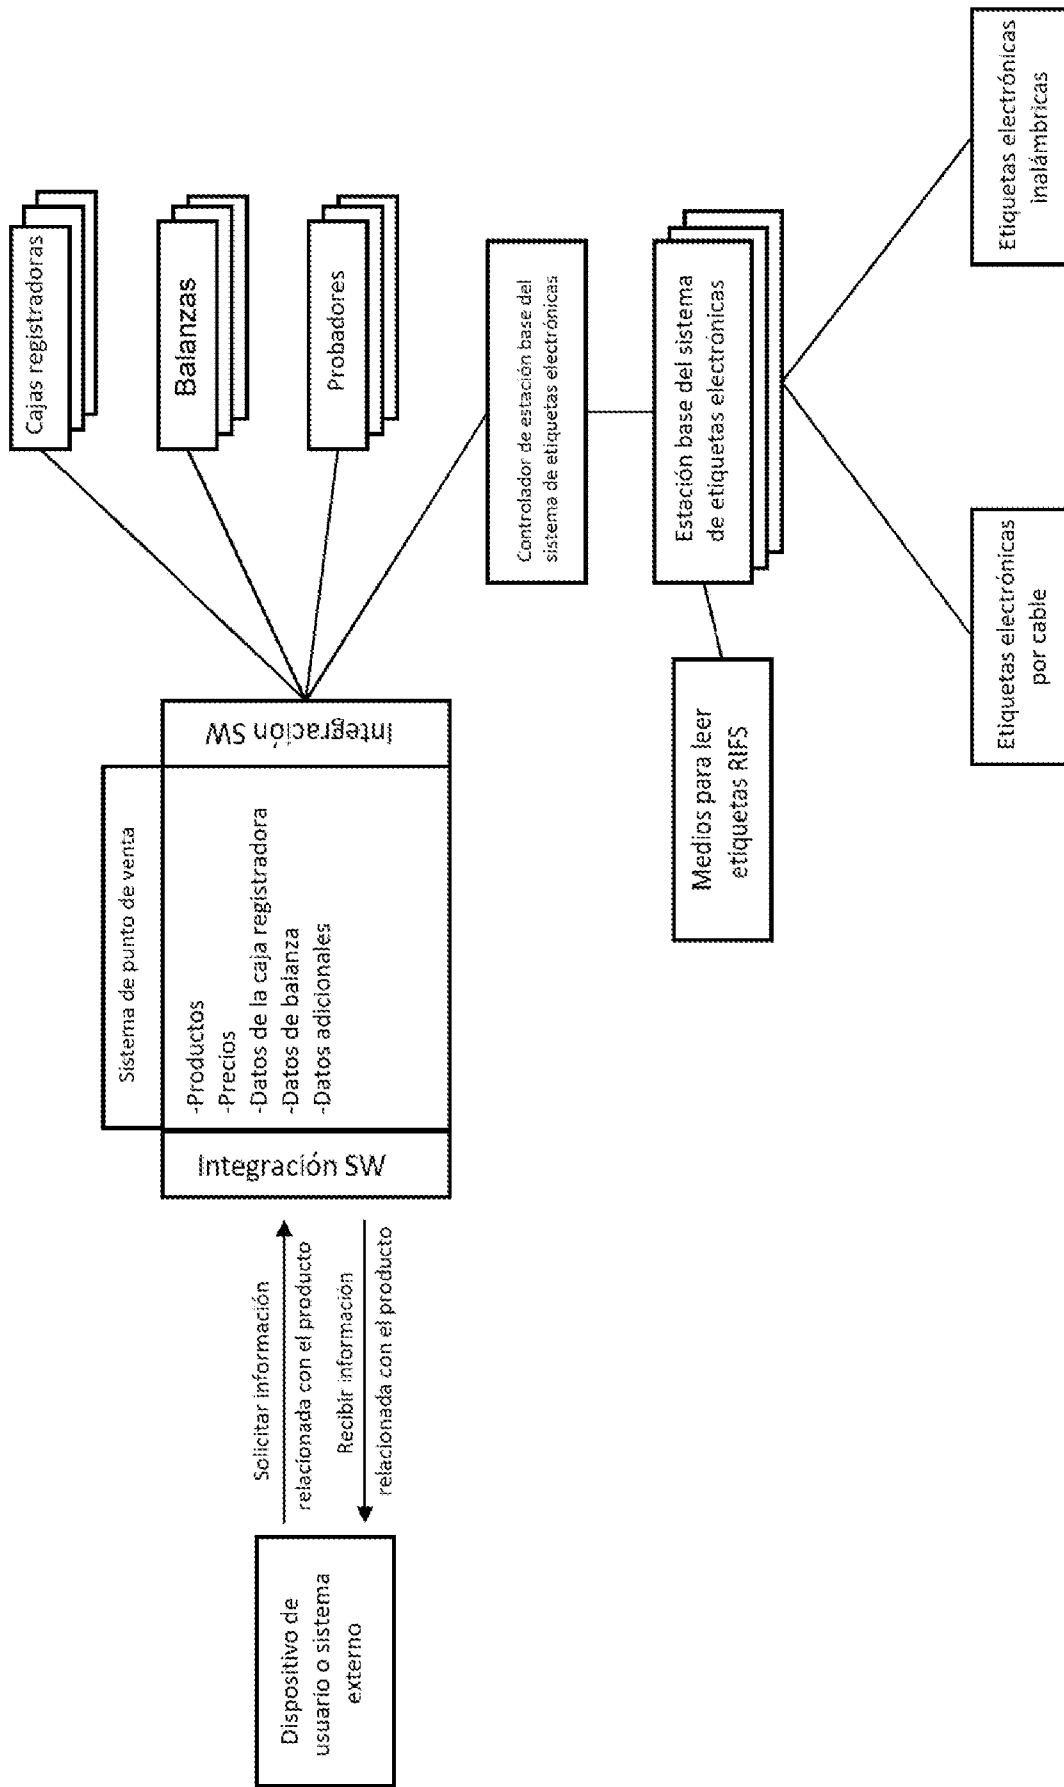 Cajas registradoras
Balanzas
Probadores
Controlador de estación base del
sistema de etiquetas electrónicas
Estación base del sistema
de etiquetas electrónicas
Etiquetas electrónicas
inalámbricas
Etiquetas electrónicas
por cable
Medios para leer
etiquetas RIFS
Sistema de punto de venta
Integración SW
-Productos
-Precios
-Datos de la caja registradora
-Datos de balanza
-Datos adicionales
Integración SW
Solicitar información
relacionada con el producto
Recibir información
relacionada con el producto
Dispositivo de
usuario o sistema
externo